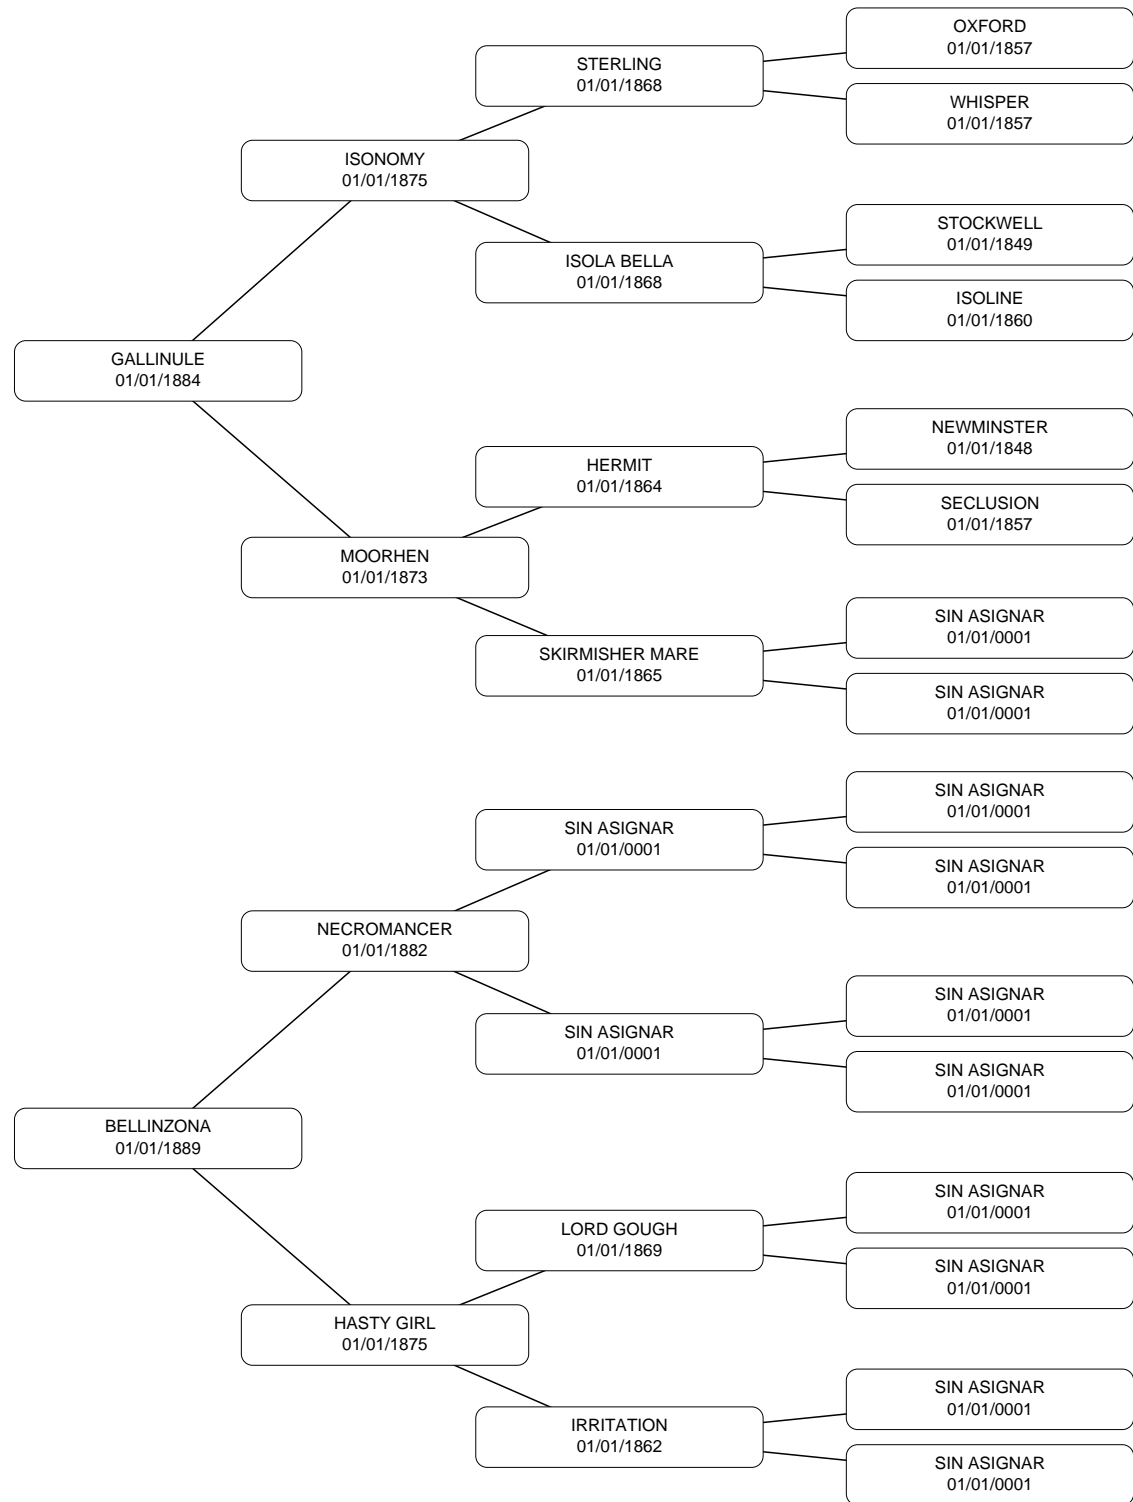 OXFORD
01/01/1857
STERLING
01/01/1868
WHISPER
01/01/1857
ISONOMY
01/01/1875
STOCKWELL
01/01/1849
ISOLA BELLA
01/01/1868
ISOLINE
01/01/1860
GALLINULE
01/01/1884
NEWMINSTER
01/01/1848
HERMIT
01/01/1864
SECLUSION
01/01/1857
MOORHEN
01/01/1873
SIN ASIGNAR
01/01/0001
SKIRMISHER MARE
01/01/1865
SIN ASIGNAR
01/01/0001
SIN ASIGNAR
01/01/0001
SIN ASIGNAR
01/01/0001
SIN ASIGNAR
01/01/0001
NECROMANCER
01/01/1882
SIN ASIGNAR
01/01/0001
SIN ASIGNAR
01/01/0001
SIN ASIGNAR
01/01/0001
BELLINZONA
01/01/1889
SIN ASIGNAR
01/01/0001
LORD GOUGH
01/01/1869
SIN ASIGNAR
01/01/0001
HASTY GIRL
01/01/1875
SIN ASIGNAR
01/01/0001
IRRITATION
01/01/1862
SIN ASIGNAR
01/01/0001